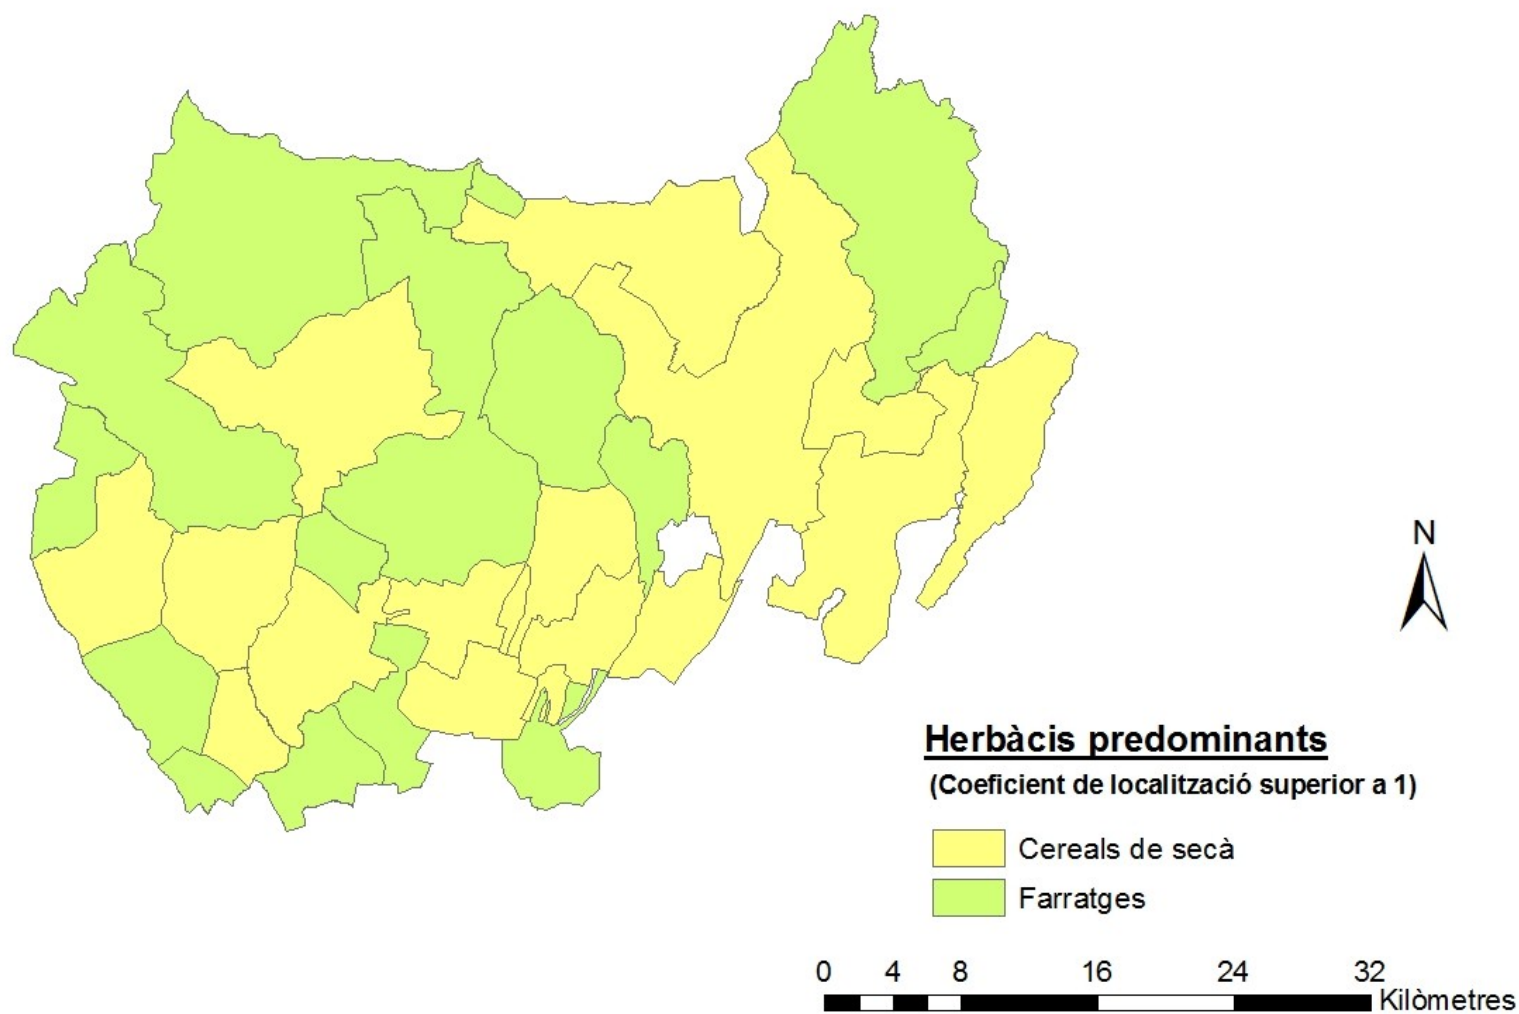 N
Herbàcis predominants
(Coeficient de localització superior a 1)
Cereals de secà
Farratges
0 4 8 16 24 32
Kilòmetres